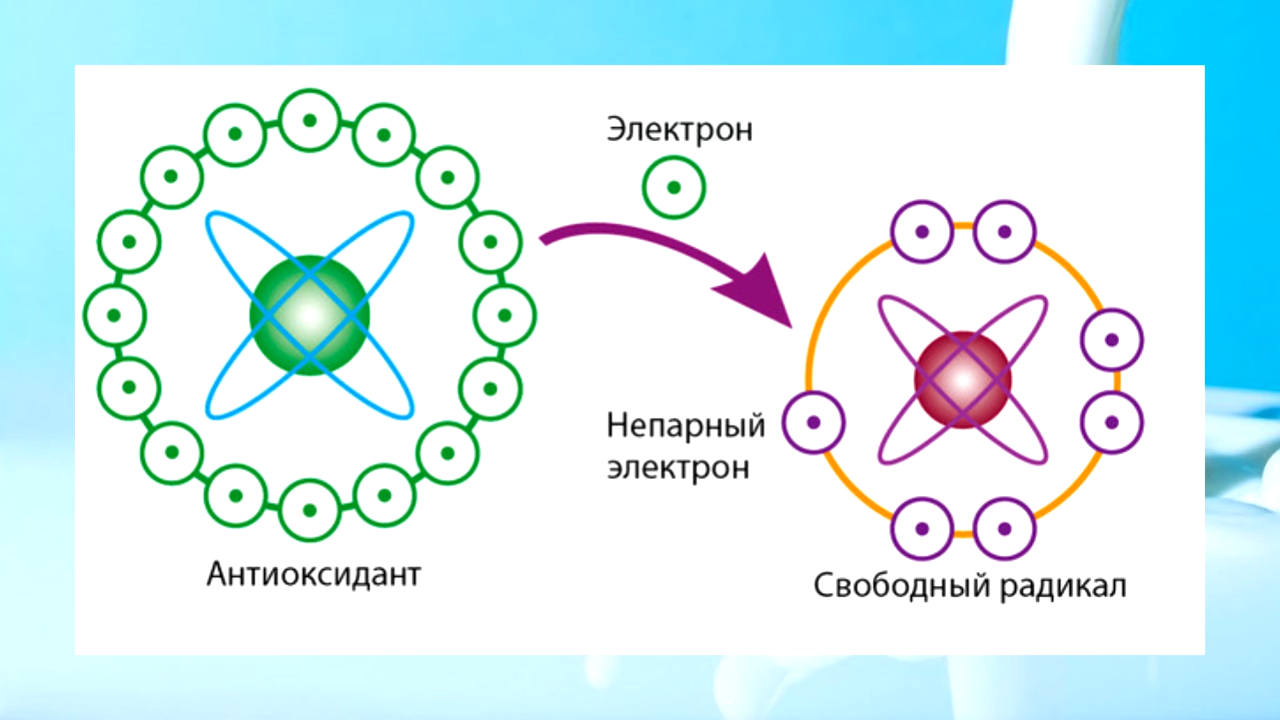 Электрон
Непарный
электрон
Антиоксидант
Свободный радикал